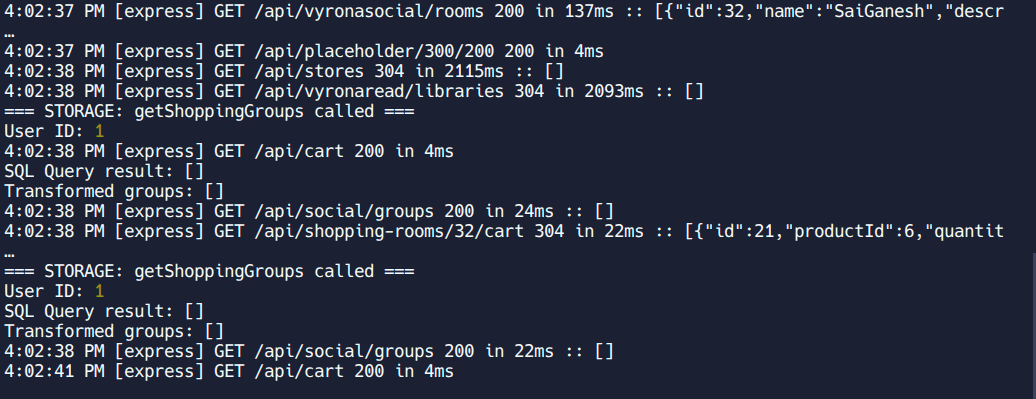 4:02:37 PM [express] GET /api/vyronasocial/rooms 200 in 137ms :: [{"id":32,"name":"SaiGanesh","descr
…
4:02:37 PM [express] GET /api/placeholder/300/200 200 in 4ms
4:02:38 PM [express] GET /api/stores 304 in 2115ms :: []
4:02:38 PM [express] GET /api/vyronaread/libraries 304 in 2093ms :: []
=== STORAGE: getShoppingGroups called ===
User ID: 1
4:02:38 PM [express] GET /api/cart 200 in 4ms
SQL Query result: []
Transformed groups: []
4:02:38 PM [express] GET /api/social/groups 200 in 24ms :: []
4:02:38 PM [express] GET /api/shopping-rooms/32/cart 304 in 22ms :: [{"id":21,"productId":6,"quantit
…
=== STORAGE: getShoppingGroups called ===
User ID: 1
SQL Query result: []
Transformed groups: []
4:02:38 PM [express] GET /api/social/groups 200 in 22ms :: []
4:02:41 PM [express] GET /api/cart 200 in 4ms